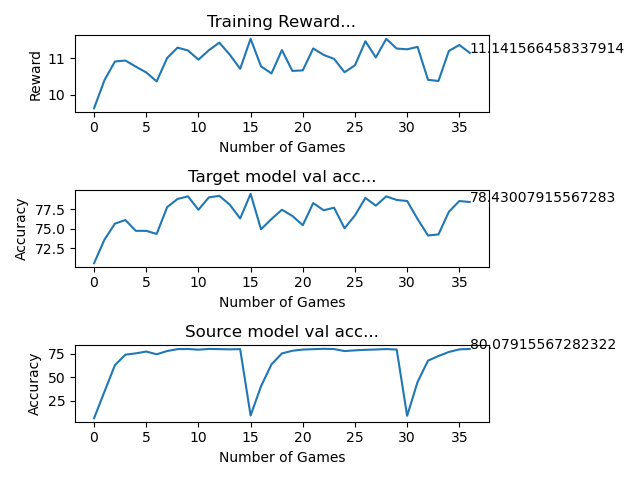 Training Reward...
Reward
11
10
11.141566458337914
0 5 10 15 20 25 30 35
Number of Games
Target model val acc...
Accuracy
77.5
75.0
72.5
78.43007915567283
0 5 10 15 20 25 30 35
Number of Games
Source model val acc...
Accuracy
75
50
25
80.07915567282322
0 5 10 15 20 25 30 35
Number of Games